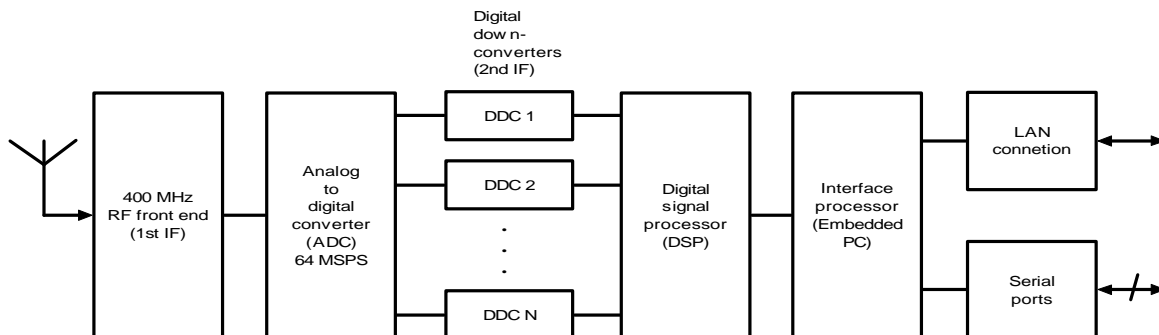 Digital
dow n-
converters
(2nd IF)
400 MHz
RF front end
(1st IF)
Analog
to
digital
converter
(ADC)
64 MSPS
DDC 1
DDC 2
DDC N
Digital
signal
processor
(DSP)
Interface
processor
(Embedded
PC)
LAN
connetion
Serial
ports